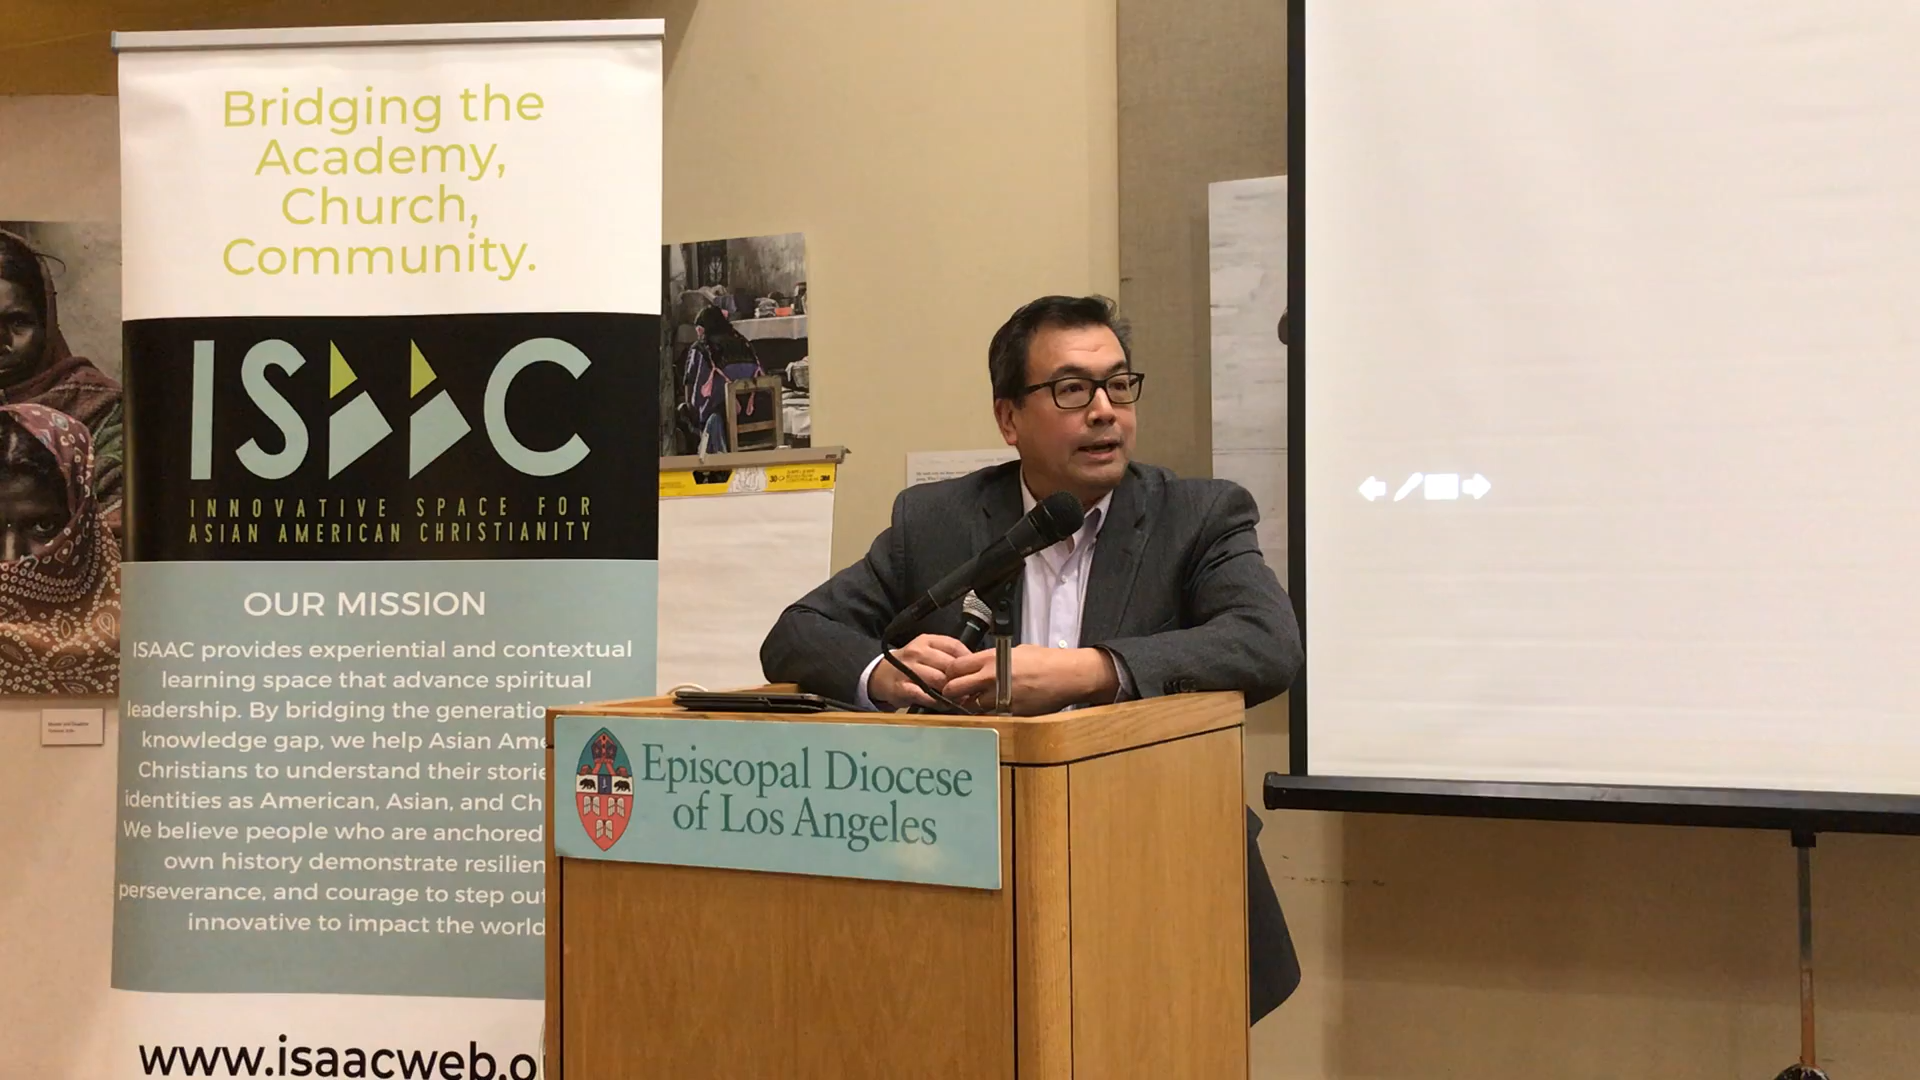 Bridging the
Academy,
Church,
Community.
ISAAC
INNOVATIVE SPACE FOR
ASIAN AMERICAN CHRISTIANITY
OUR MISSION
ISAAC provides experiential and contextual
learning space that advance spiritual
leadership. By bridging the generatio
knowledge gap, we help Asian Ame
Christians to understand their storie
identities as American, Asian, and Ch
We believe people who are anchored
own history demonstrate resilien
perseverance, and courage to step out
innovative to impact the world
www.isaacweb.o
Episcopal Diocese
of Los Angeles